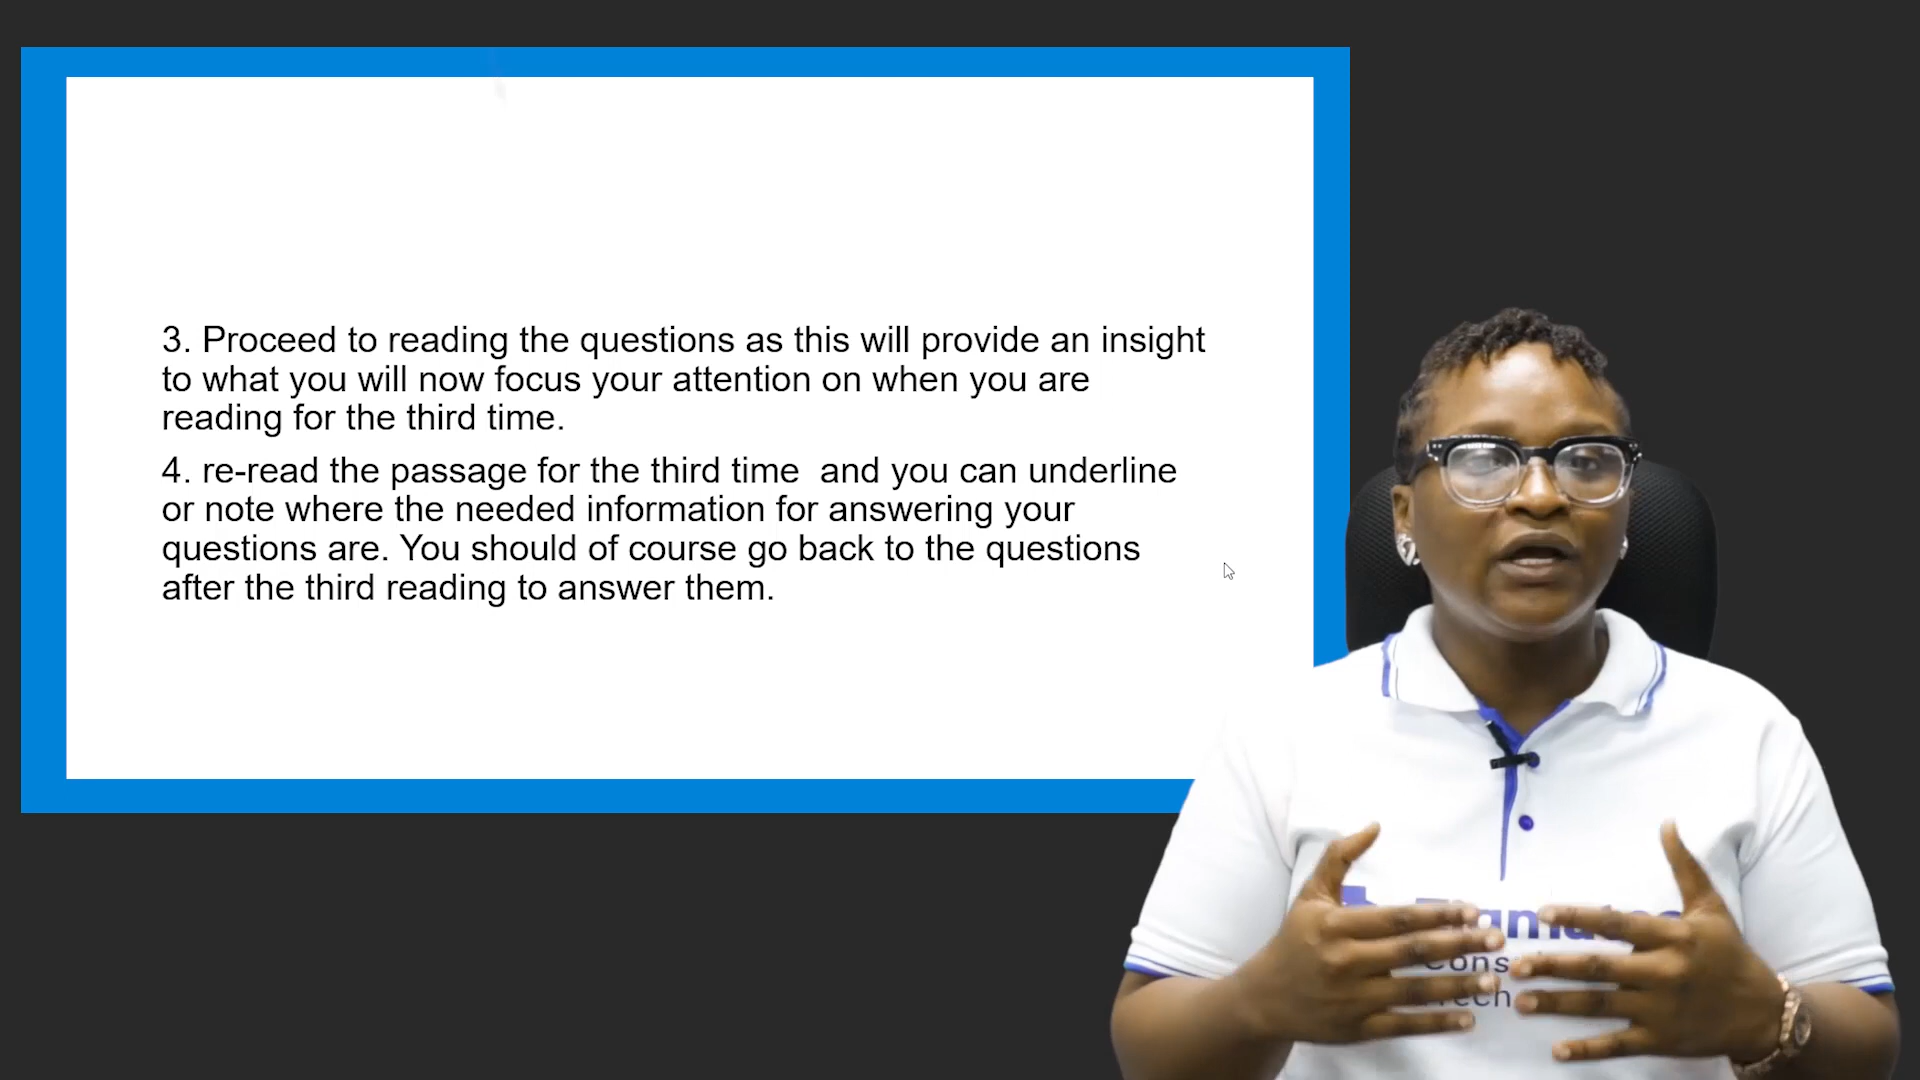 3. Proceed to reading the questions as this will provide an insight
to what you will now focus your attention on when you are
reading for the third time.
4. re-read the passage for the third time  and you can underline
or note where the needed information for answering your
questions are. You should of course go back to the questions
after the third reading to answer them.